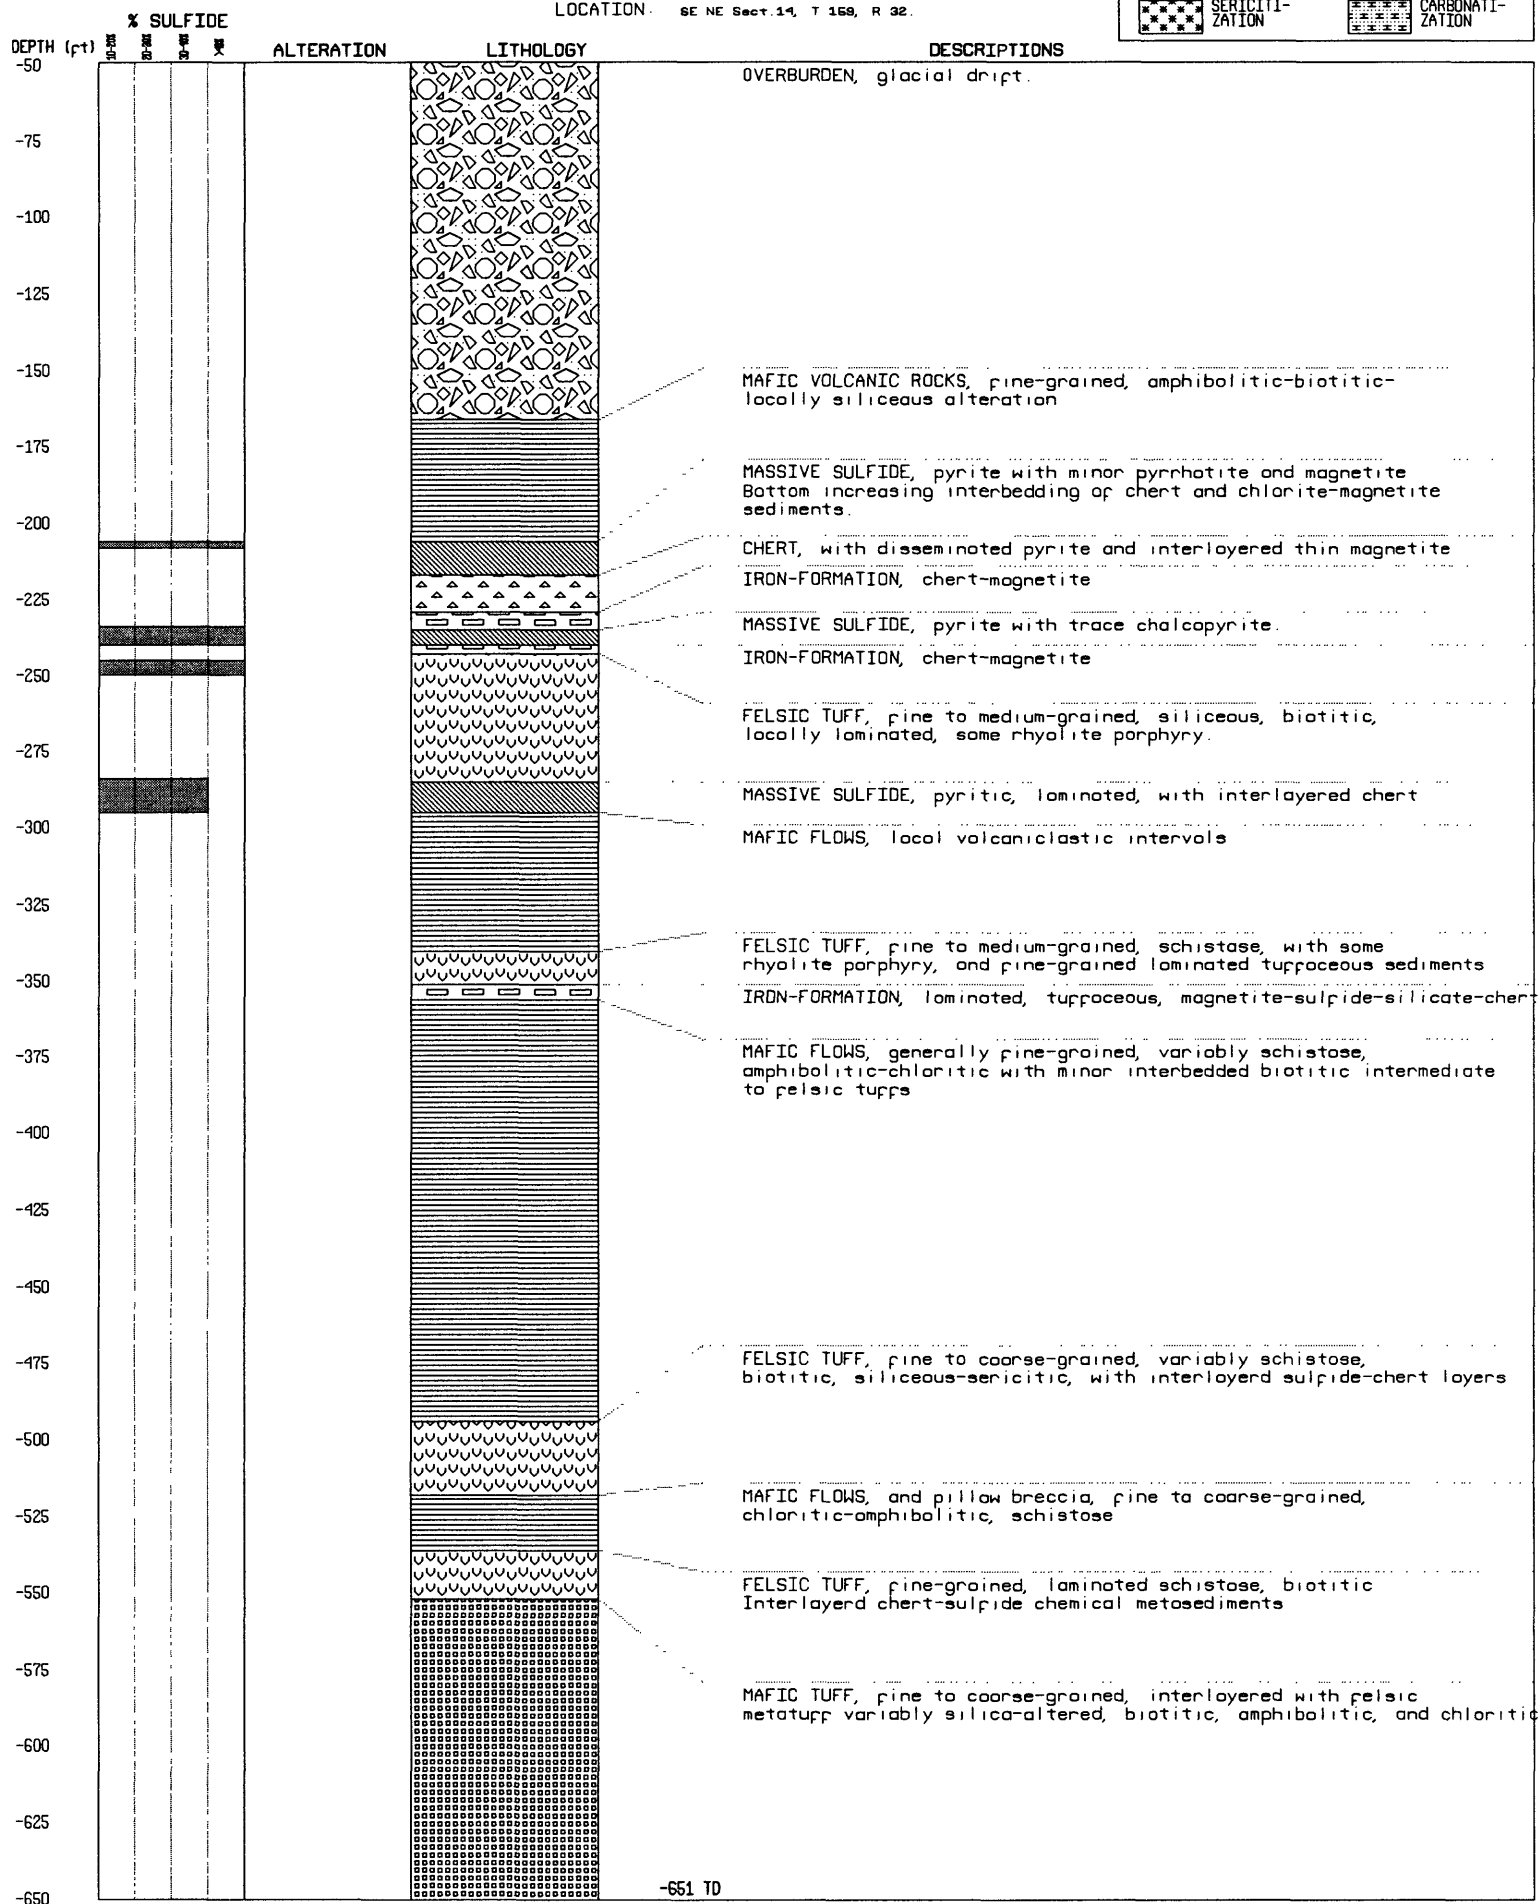 LOCATION. SE NE Sect.14, T 159, R 32.
SERICITI-
ZATION
CARBONATI-
ZATION
% SULFIDE
DEPTH (ft)
ALTERATION
LITHOLOGY
DESCRIPTIONS
-50
OVERBURDEN, glacial drift.
-75
-100
-125
-150
MAFIC VOLCANIC ROCKS, fine-grained, amphibolitic-biotitic-
locally siliceous alteration
-175
MASSIVE SULFIDE, pyrite with minor pyrrhotite and magnetite
Bottom increasing interbedding of chert and chlorite-magnetite
sediments.
-200
CHERT, with disseminated pyrite and interlayered thin magnetite
IRON-FORMATION, chert-magnetite
-225
MASSIVE SULFIDE, pyrite with trace chalcopyrite.
IRON-FORMATION, chert-magnetite
-250
FELSIC TUFF, fine to medium-grained, siliceous, biotitic,
locally laminated, some rhyolite porphyry.
-275
MASSIVE SULFIDE, pyritic, laminated, with interlayered chert
-300
MAFIC FLOWS, local volcaniclastic intervals
-325
FELSIC TUFF, fine to medium-grained, schistase, with some
rhyolite porphyry, and fine-grained laminated tuffaceous sediments
-350
IRON-FORMATION, laminated, tuffaceous, magnetite-sulfide-silicate-chert
-375
MAFIC FLOWS, generally fine-grained, variably schistose,
amphibolitic-chloritic with minor interbedded biotitic intermediate
to felsic tuffs
-400
-425
-450
-475
FELSIC TUFF, fine to coarse-grained, variably schistose,
biotitic, siliceous-sericitic, with interlayerd sulfide-chert layers
-500
MAFIC FLOWS, and pillow breccia, fine to coarse-grained,
chloritic-amphibolitic, schistose
-525
-550
FELSIC TUFF, fine-grained, laminated schistose, biotitic
Interlayerd chert-sulfide chemical metasediments
-575
MAFIC TUFF, fine to coarse-grained, interlayered with felsic
metatuff variably silica-altered, biotitic, amphibolitic, and chloritic
-600
-625
-650
-651 TD